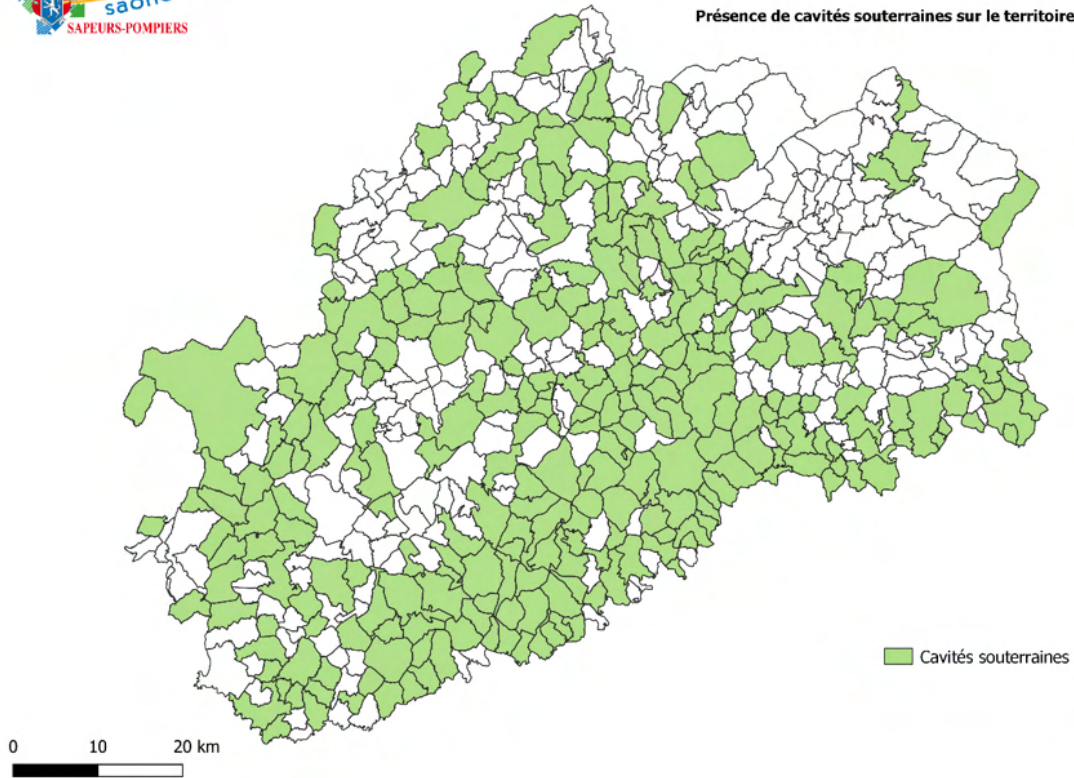 saône
SAPEURS-POMPIERS
Présence de cavités souterraines sur le territoire
Cavités souterraines
0 10 20 km